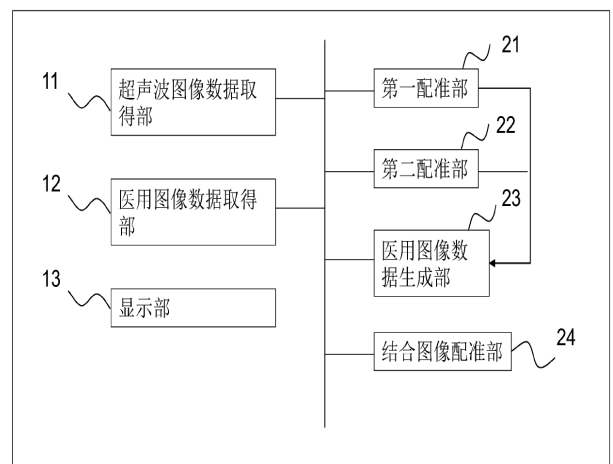 11
超声波图像数据取
得部
12
医用图像数据取得
部
13
显示部
21
第一配准部
22
第二配准部
23
医用图像数
据生成部
24
结合图像配准部